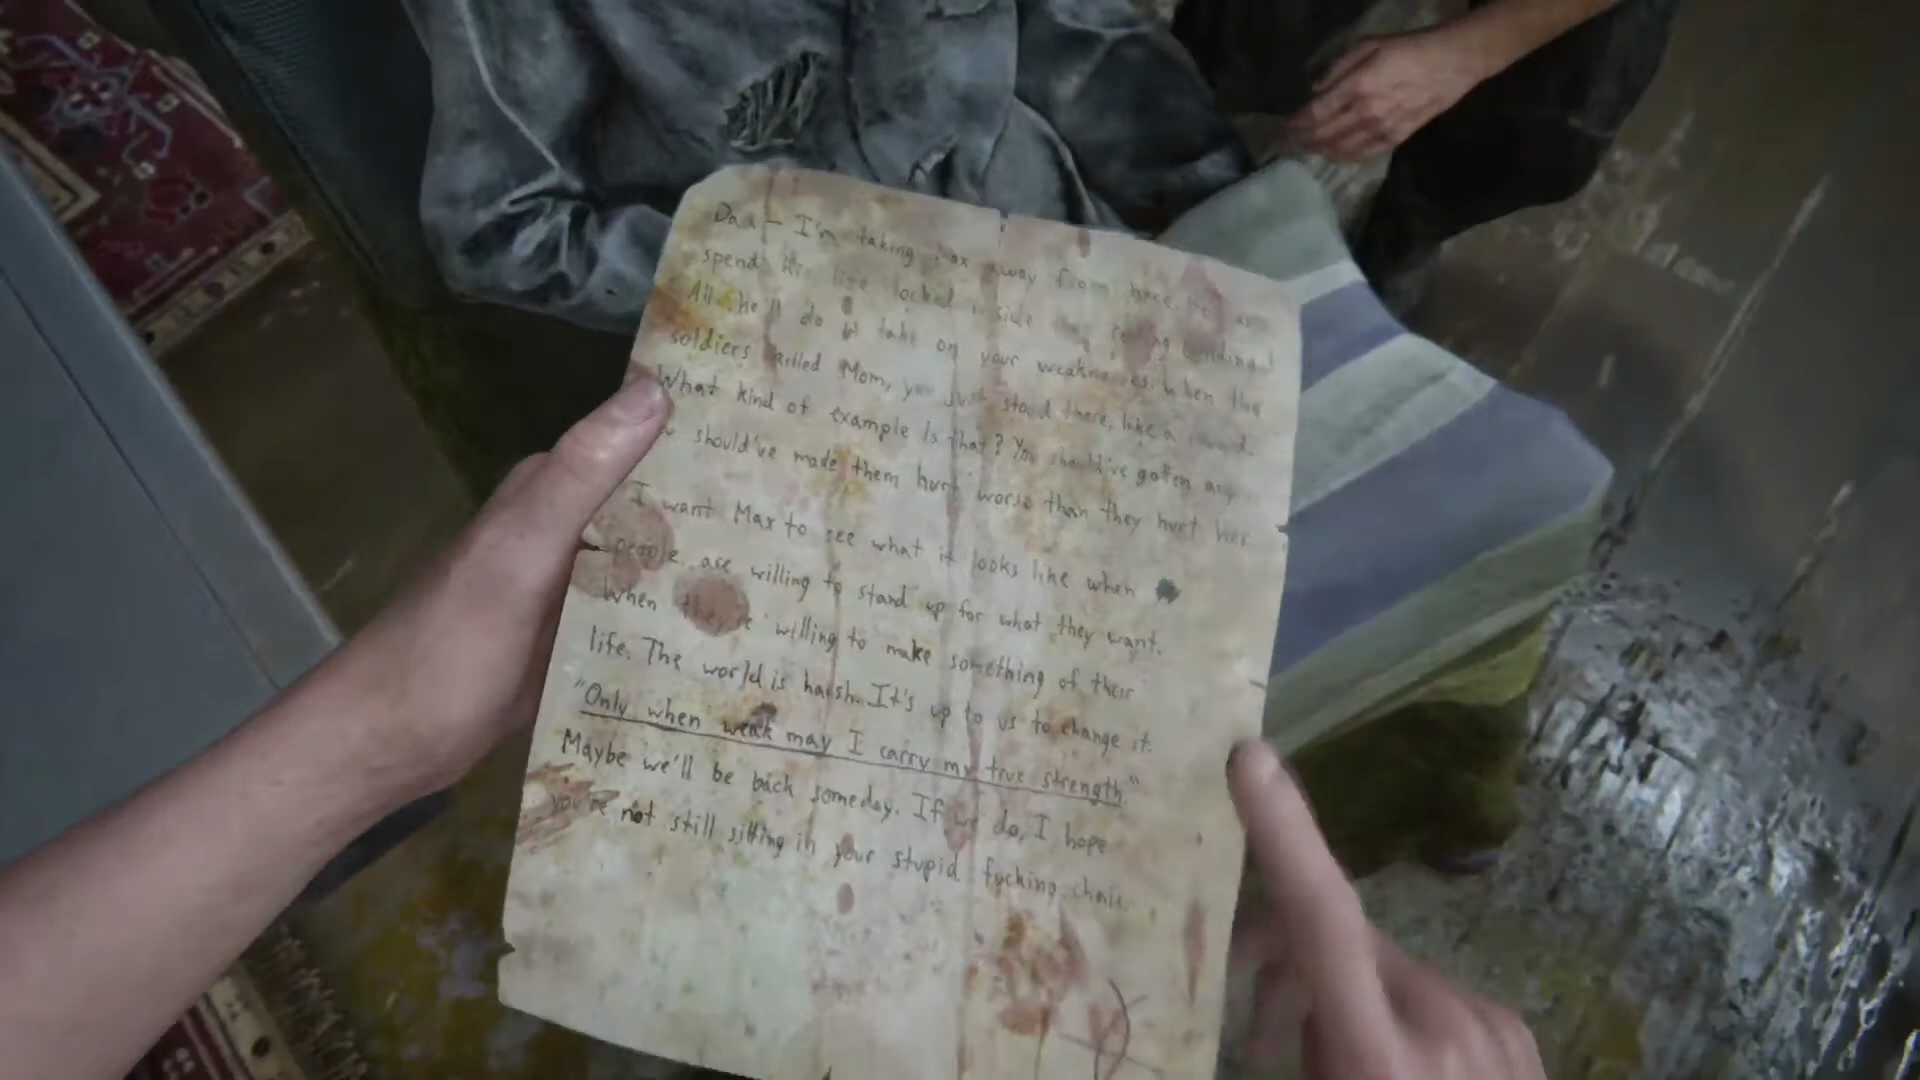 Dad - I'm taking Max away from here.
spend his life locked inside this building.
All he'll do is take on your weaknesses. When the
soldiers killed Mom, you just stood there, like a coward.
What kind of example is that? You should've gotten
should've made them hurt worse than they hurt her
I want Max to see what it looks like when
people are willing to stand up for what they want.
When they're willing to make something of their
life. The world is harsh. It's up to us to change it.
"Only when weak may I carry my true strength"
Maybe we'll be back someday. If we do, I hope
you're not still sitting in your stupid fucking chair.